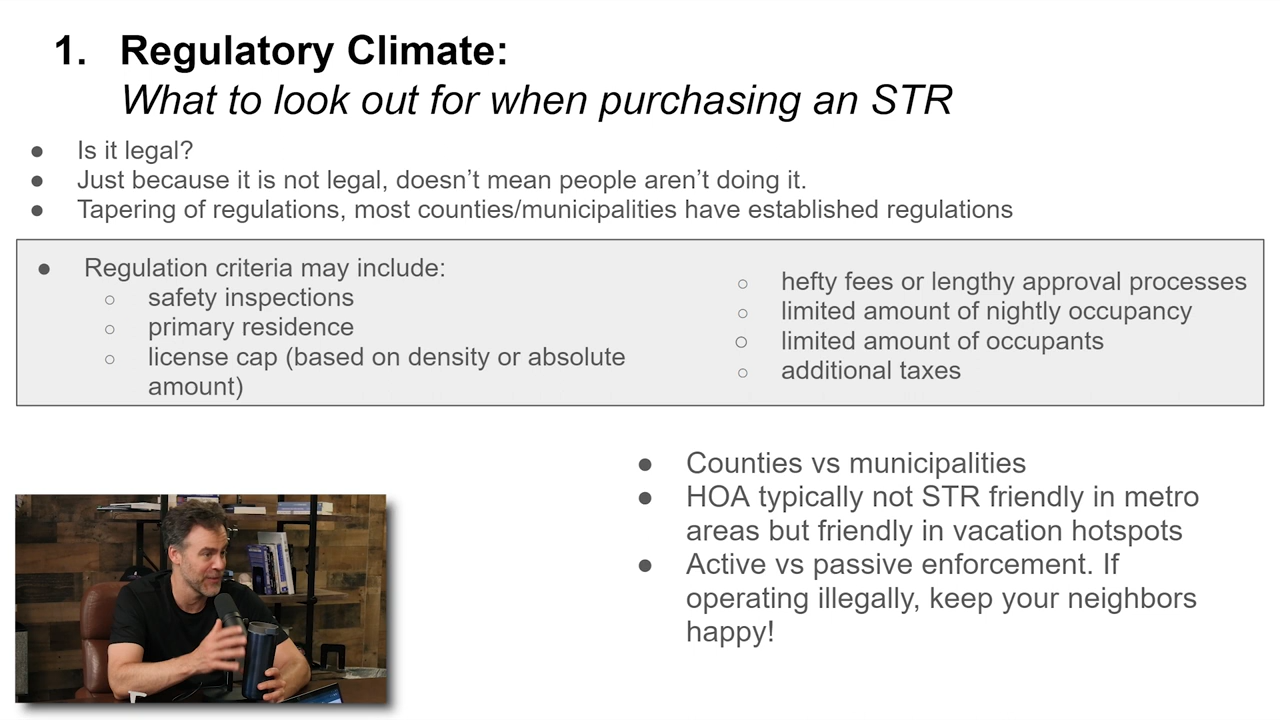 1. Regulatory Climate:
What to look out for when purchasing an STR
● Is it legal?
● Just because it is not legal, doesn't mean people aren't doing it.
● Tapering of regulations, most counties/municipalities have established regulations
● Regulation criteria may include:
○ safety inspections
○ primary residence
○ license cap (based on density or absolute
amount)
○ hefty fees or lengthy approval processes
○ limited amount of nightly occupancy
○ limited amount of occupants
○ additional taxes
● Counties vs municipalities
● HOA typically not STR friendly in metro
areas but friendly in vacation hotspots
● Active vs passive enforcement. If
operating illegally, keep your neighbors
happy!